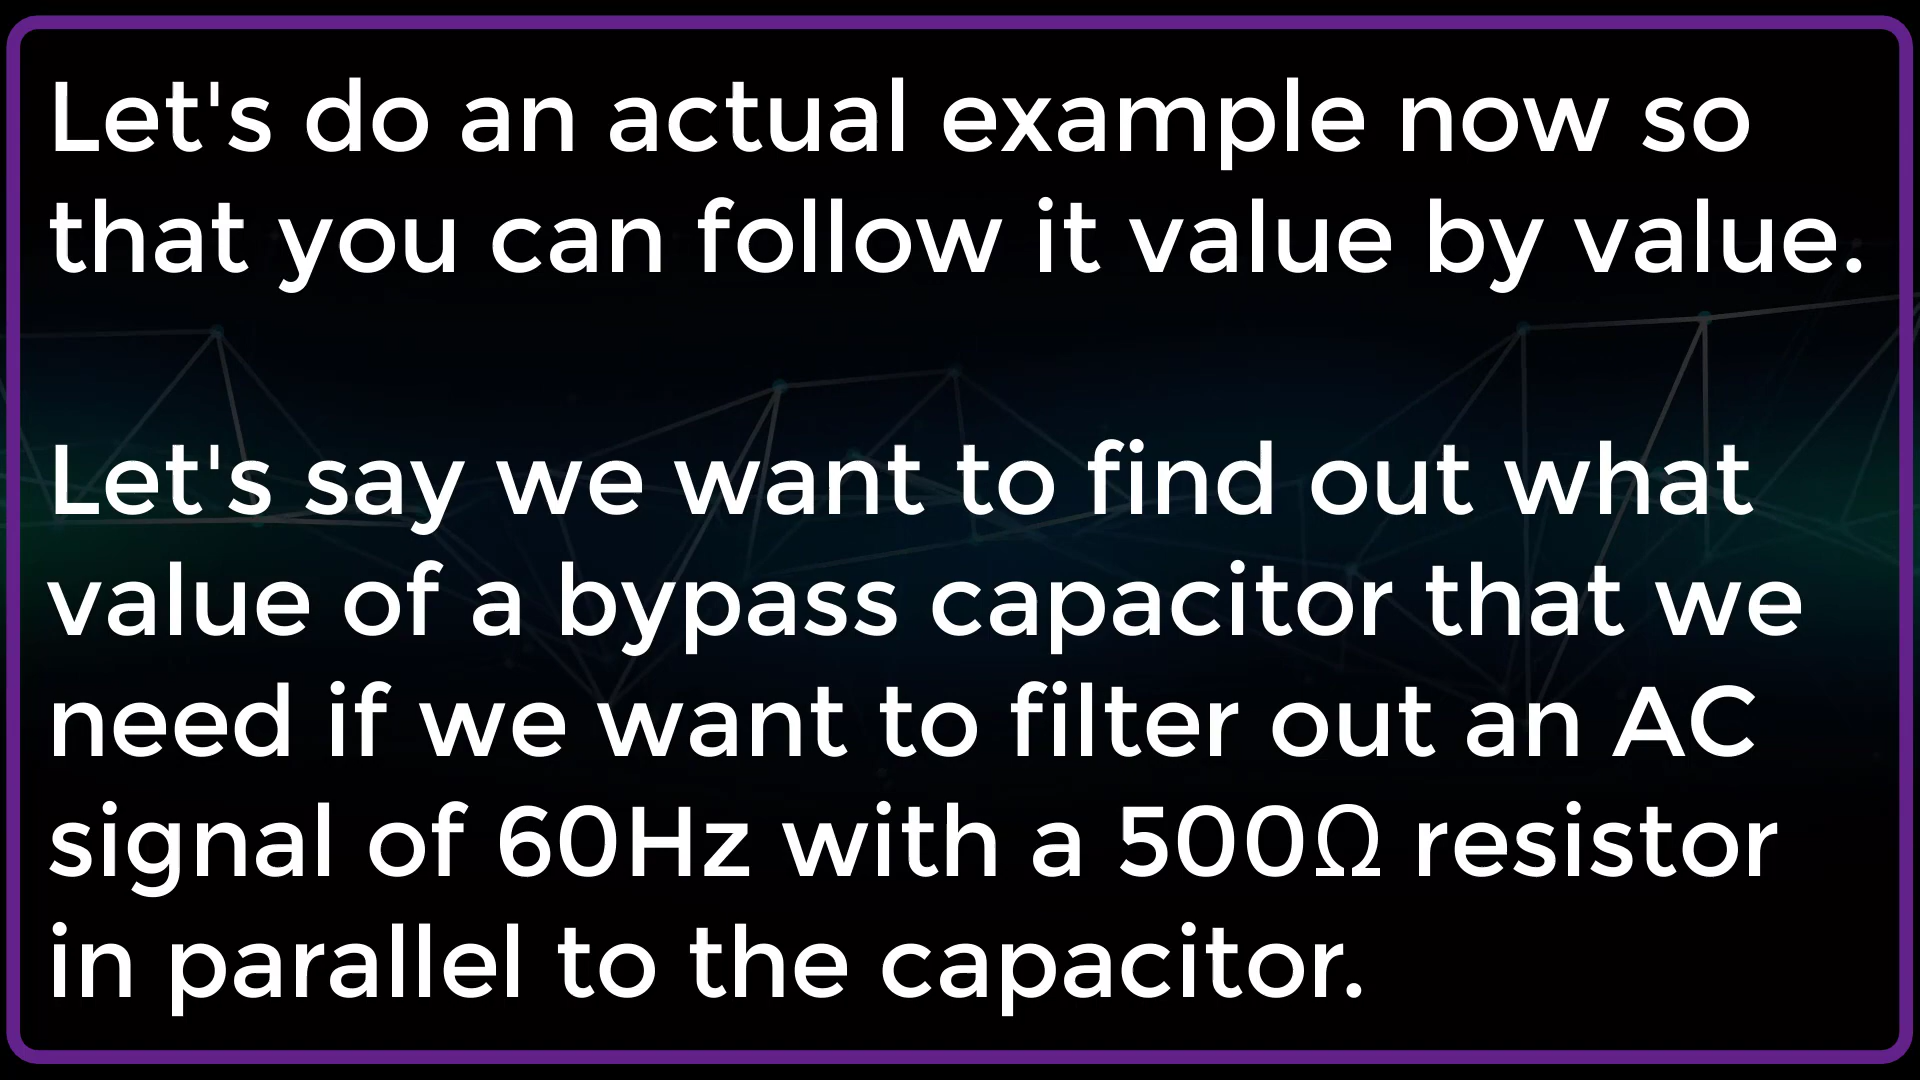 Let's do an actual example now so
that you can follow it value by value.
Let's say we want to find out what
value of a bypass capacitor that we
need if we want to filter out an AC
signal of 60Hz with a 500Ω resistor
in parallel to the capacitor.